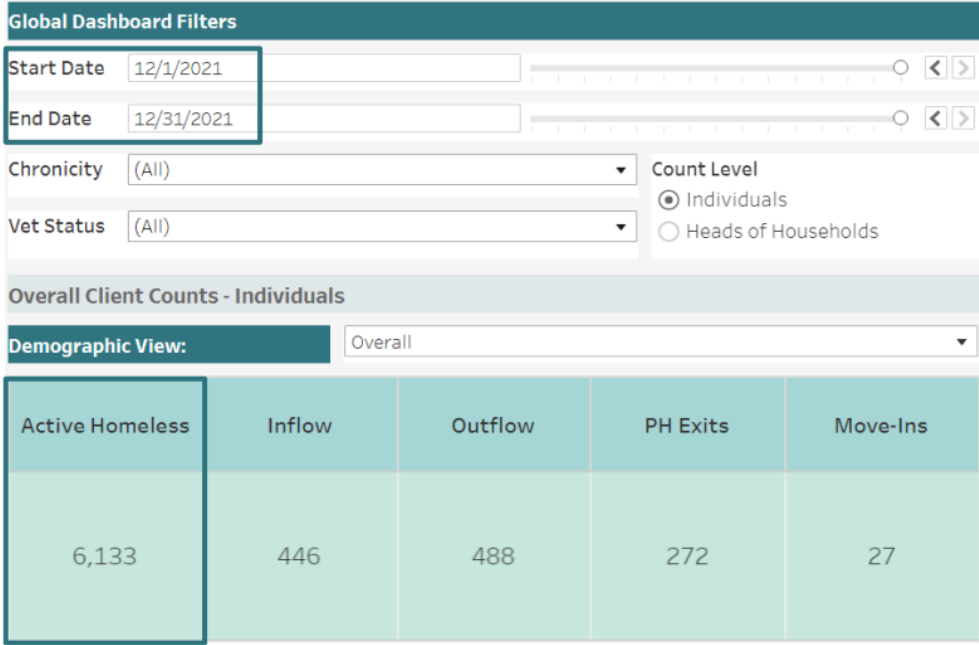 Global Dashboard Filters
Start Date 12/1/2021
End Date 12/31/2021
Chronicity (All)
Count Level
Individuals
Vet Status (All)
Heads of Households
Overall Client Counts - Individuals
Demographic View: Overall
Active Homeless Inflow Outflow PH Exits Move-Ins
6,133 446 488 272 27